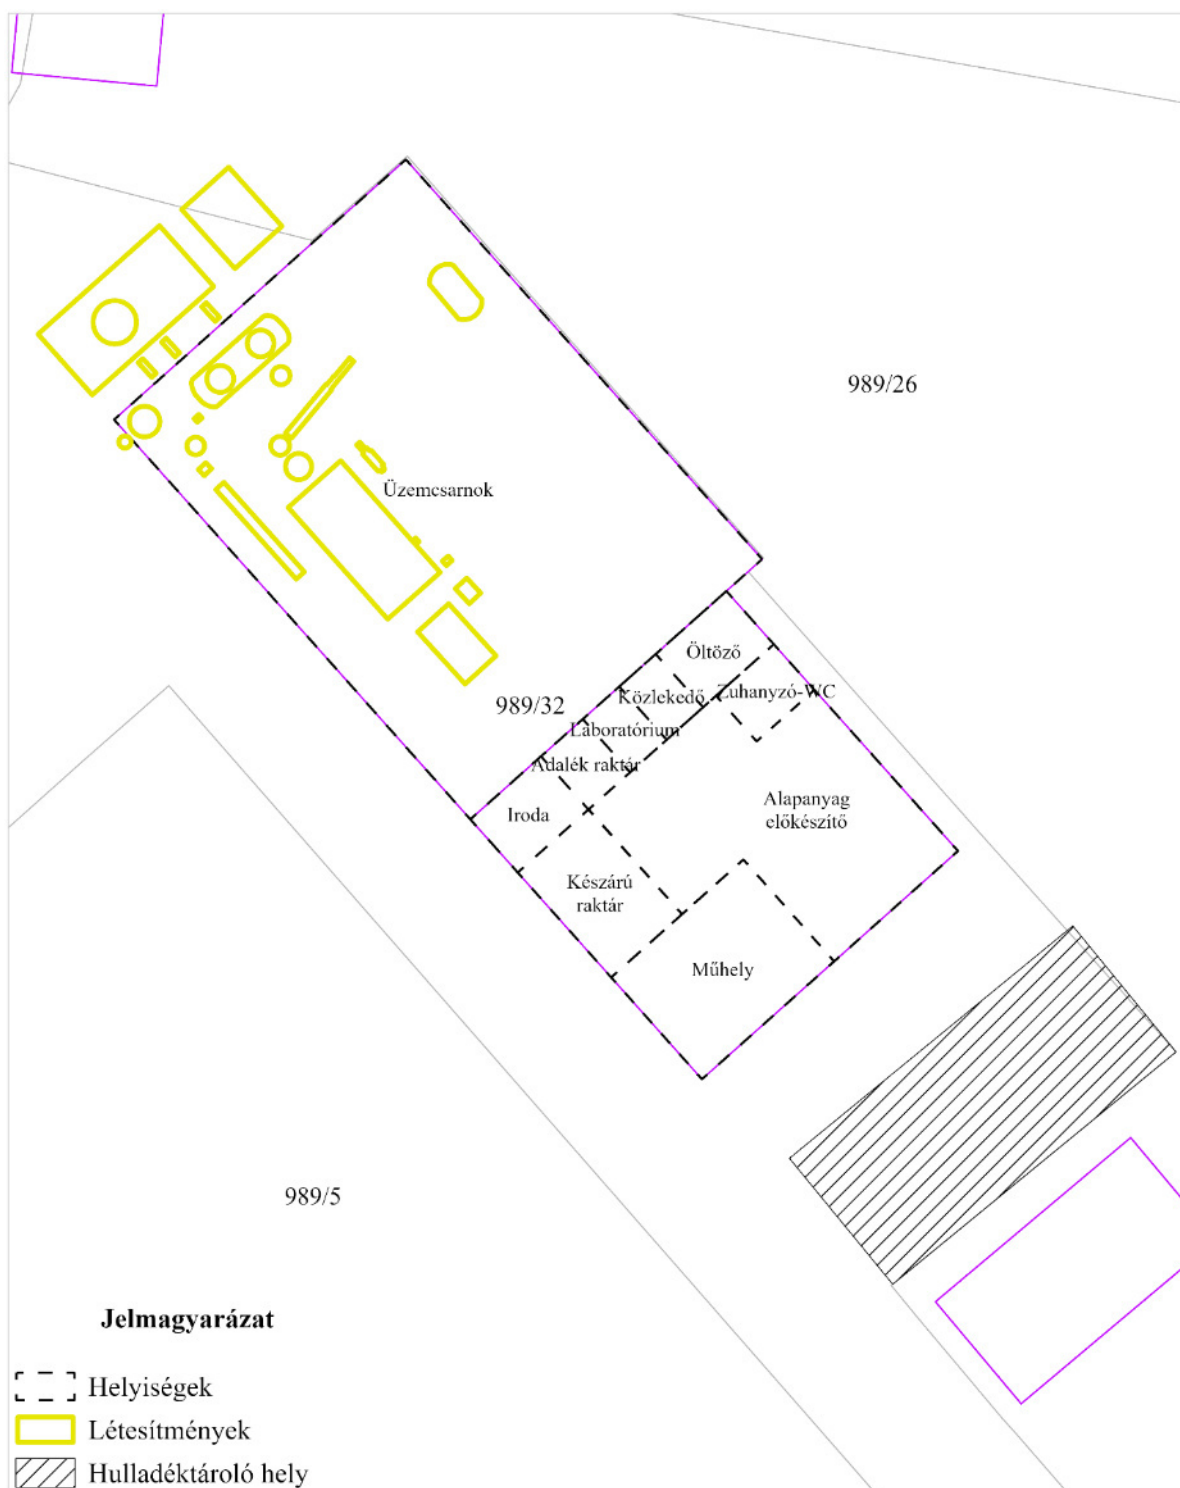 989/26
Üzemcsarnok
Öltöző
Zuhanyzó-WC
Közlekedő
989/32
Laboratórium
Adalék raktár
Iroda
Alapanyag
előkészítő
Készárú
raktár
Műhely
989/5
Jelmagyarázat
Helyiségek
Létesítmények
Hulladéktároló hely